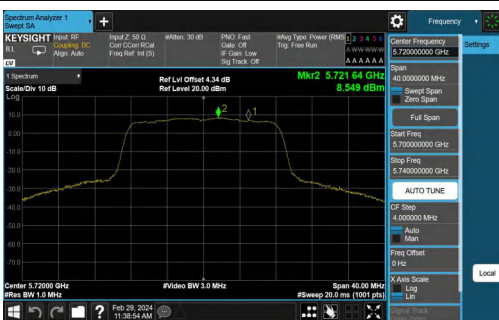 Spectrum Analyzer 1
Swept SA
Frequency
KEYSIGHT Input: RF Input Z: 50 Ω #Atten: 30 dB PNO: Fast #Avg Type: Power (RMS 1 2 3 4 5 6
RL Coupling: DC Corr CCorr RCal Gate: Off Trig: Free Run A W W W W W
Align: Auto Freq Ref: Int (S) IF Gain: Low
Sig Track: Off A A A A A A
1 Spectrum
Ref Lvl Offset 4.34 dB Mkr2 5.721 64 GHz
Scale/Div 10 dB Ref Level 20.00 dBm 8.549 dBm
Log
10.0
0.00
-10.0
-20.0
-30.0
-40.0
-50.0
-60.0
-70.0
2
1
Center 5.72000 GHz #Video BW 3.0 MHz Span 40.00 MHz
#Res BW 1.0 MHz #Sweep 20.0 ms (1001 pts)
Feb 29, 2024
11:38:54 AM
?
Center Frequency
5.720000000 GHz
Settings
Span
40.0000000 MHz
Swept Span
Zero Span
Full Span
Start Freq
5.700000000 GHz
Stop Freq
5.740000000 GHz
AUTO TUNE
CF Step
4.000000 MHz
Auto
Man
Freq Offset
0 Hz
X Axis Scale
Log
Lin
Local
Signal Track